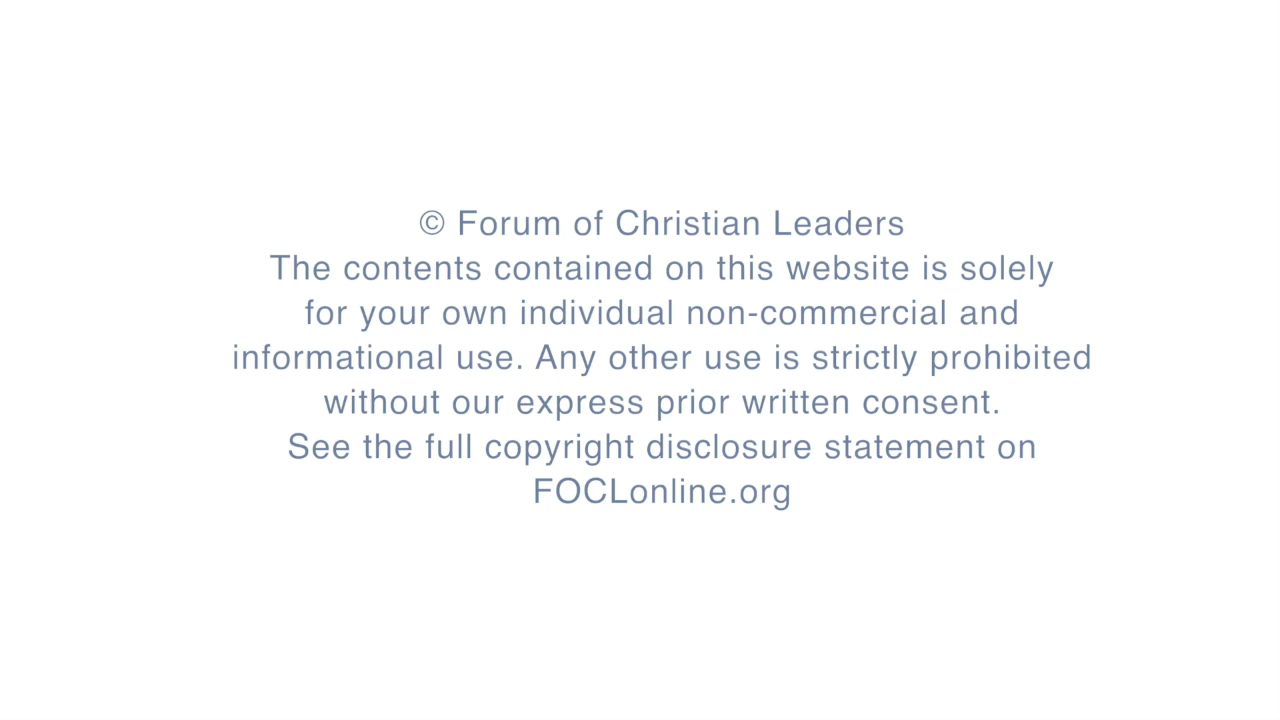 © Forum of Christian Leaders
The contents contained on this website is solely
for your own individual non-commercial and
informational use. Any other use is strictly prohibited
without our express prior written consent.
See the full copyright disclosure statement on
FOCLonline.org